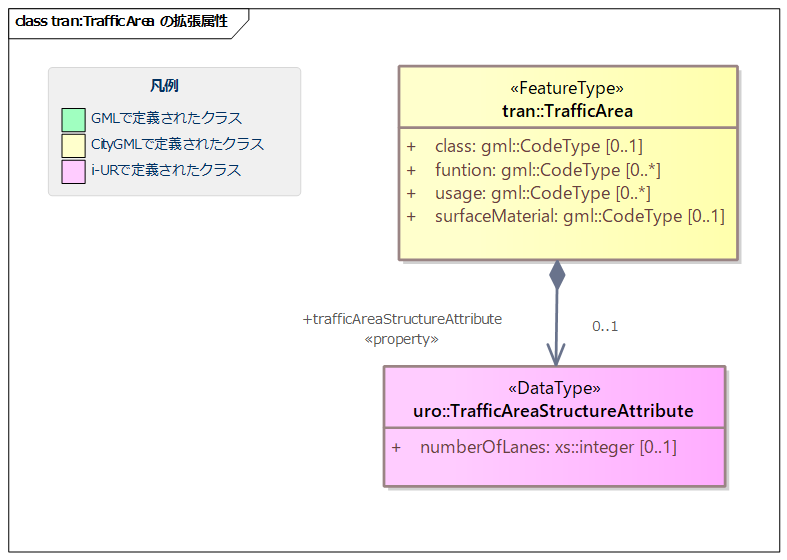 class tran:TrafficArea の拡張属性
凡例
GMLで定義されたクラス
CityGMLで定義されたクラス
i-URで定義されたクラス
«FeatureType»
tran::TrafficArea
+ class: gml::CodeType [0..1]
+ funtion: gml::CodeType [0..*]
+ usage: gml::CodeType [0..*]
+ surfaceMaterial: gml::CodeType [0..1]
+trafficAreaStructureAttribute
«property»
0..1
«DataType»
uro::TrafficAreaStructureAttribute
+ numberOfLanes: xs::integer [0..1]